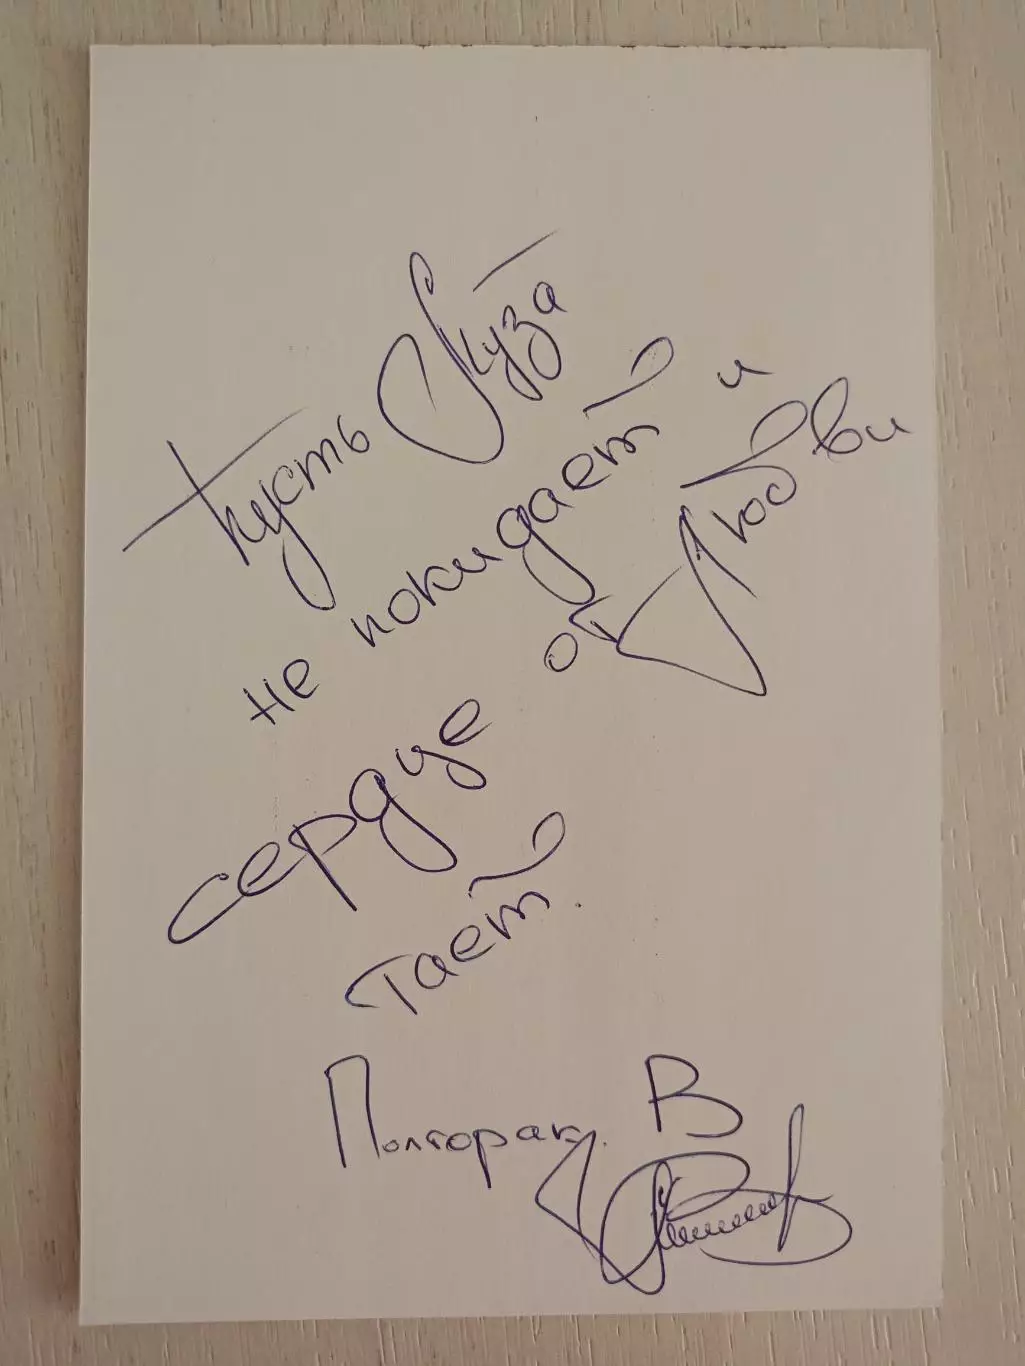 Пусть Муза
не покидает и
сердце от Любви
тает.
Полторак В